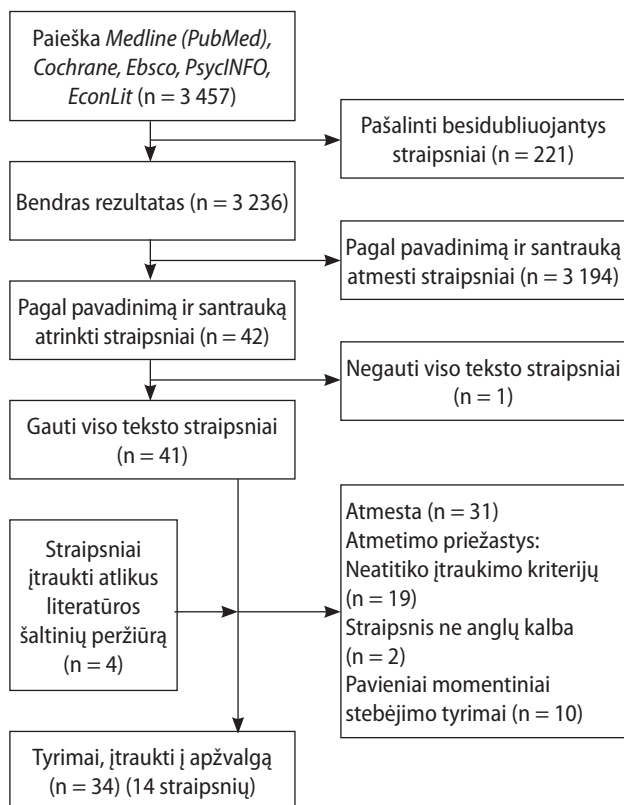 Paieška Medline (PubMed),
Cochrane, Ebsco, PsycINFO,
EconLit (n = 3 457)
Pašalinti besidubliuojantys
straipsniai (n = 221)
Bendras rezultatas (n = 3 236)
Pagal pavadinimą ir santrauką
atmesti straipsniai (n = 3 194)
Pagal pavadinimą ir santrauką
atrinkti straipsniai (n = 42)
Negauti viso teksto straipsniai
(n = 1)
Gauti viso teksto straipsniai
(n = 41)
Straipsniai
įtraukti atlikus
literatūros
šaltinių peržiūrą
(n = 4)
Atmesta (n = 31)
Atmetimo priežastys:
Neatitiko įtraukimo kriterijų
(n = 19)
Straipsnis ne anglų kalba
(n = 2)
Pavieniai momentiniai
stebėjimo tyrimai (n = 10)
Tyrimai, įtraukti į apžvalgą
(n = 34) (14 straipsnių)